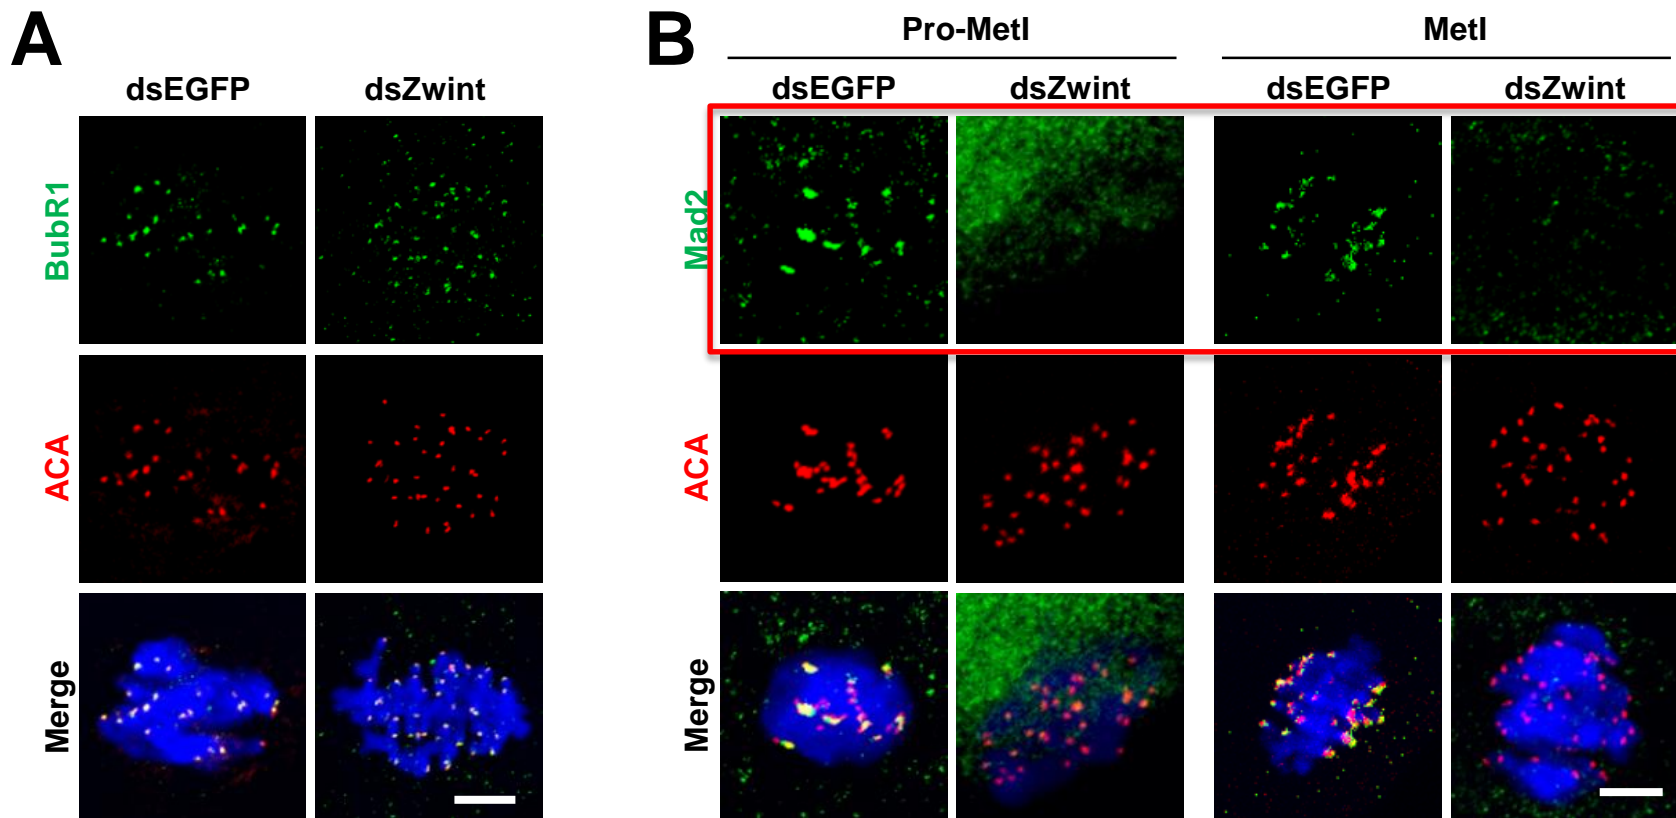 A
B
Pro-MetI
MetI
dsEGFP
dsZwint
dsEGFP
dsZwint
dsEGFP
dsZwint
BubR1
Mad2
ACA
ACA
Merge
Merge